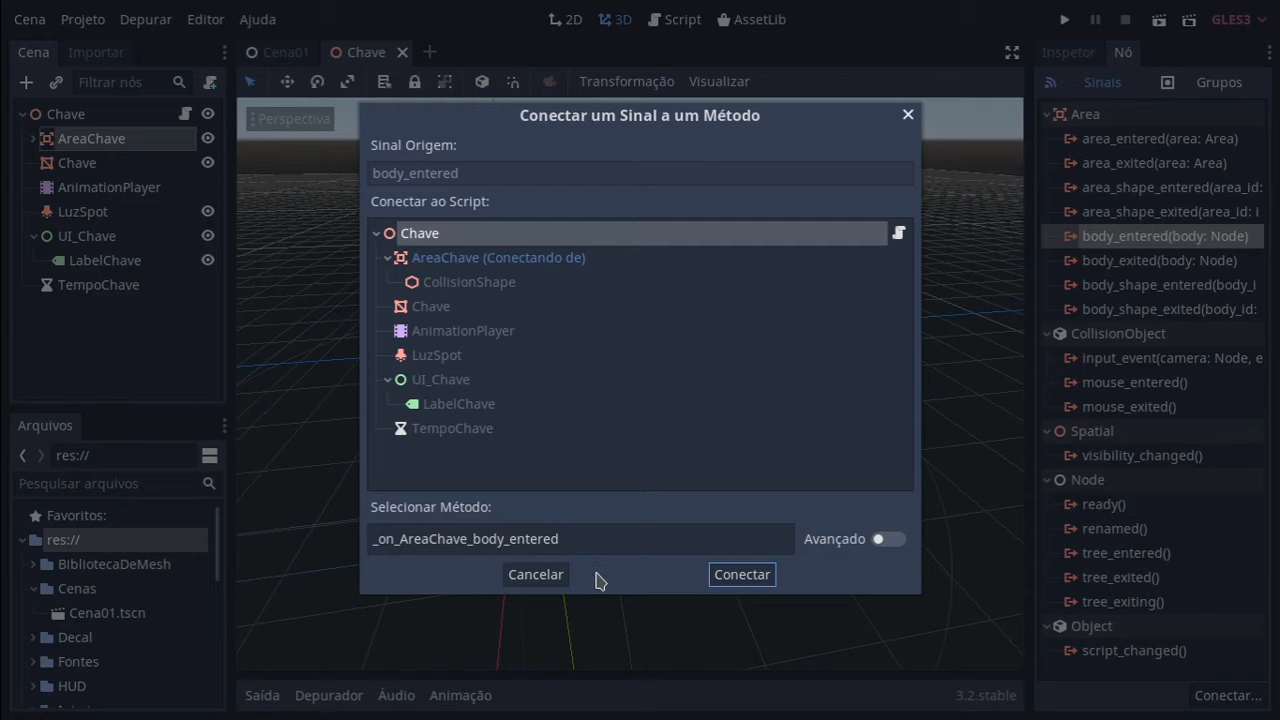 Cena Projeto Depurar Editor Ajuda
2D 3D Script AssetLib
GLES3
Cena Importar
Filtrar nós
Chave
AreaChave
Chave
AnimationPlayer
LuzSpot
UI_Chave
LabelChave
TempoChave
Arquivos
res://
Pesquisar arquivos
Favoritos:
res://
BibliotecaDeMesh
Cenas
Cena01.tscn
Decal
Fontes
HUD
Cena01 Chave
Transformação Visualizar
Perspectiva
Conectar um Sinal a um Método
Sinal Origem:
body_entered
Conectar ao Script:
Chave
AreaChave (Conectando de)
CollisionShape
Chave
AnimationPlayer
LuzSpot
UI_Chave
LabelChave
TempoChave
Selecionar Método:
_on_AreaChave_body_entered
Avançado
Cancelar Conectar
Saída Depurador Áudio Animação 3.2.stable
Inspetor Nó
Sinais Grupos
Area
area_entered(area: Area)
area_exited(area: Area)
area_shape_entered(area_id:
area_shape_exited(area_id: i
body_entered(body: Node)
body_exited(body: Node)
body_shape_entered(body_i
body_shape_exited(body_id:
CollisionObject
input_event(camera: Node, e
mouse_entered()
mouse_exited()
Spatial
visibility_changed()
Node
ready()
renamed()
tree_entered()
tree_exited()
tree_exiting()
Object
script_changed()
Conectar...